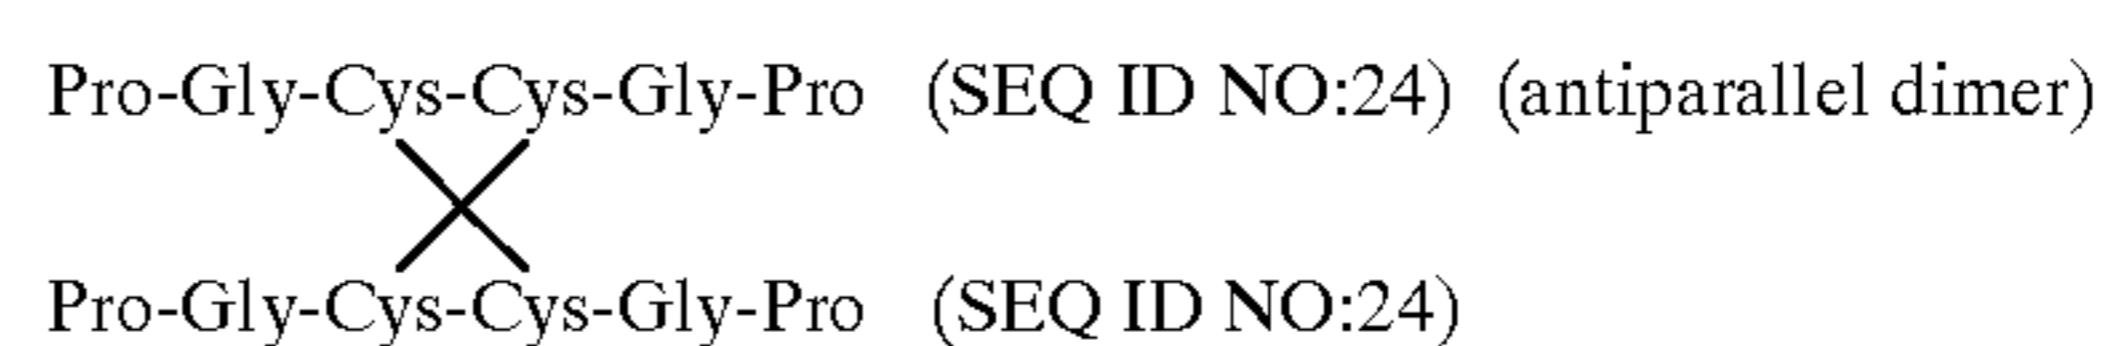 Pro-Gly-Cys-Cys-Gly-Pro (SEQ ID NO:24) (antiparallel dimer)
Pro-Gly-Cys-Cys-Gly-Pro (SEQ ID NO:24)